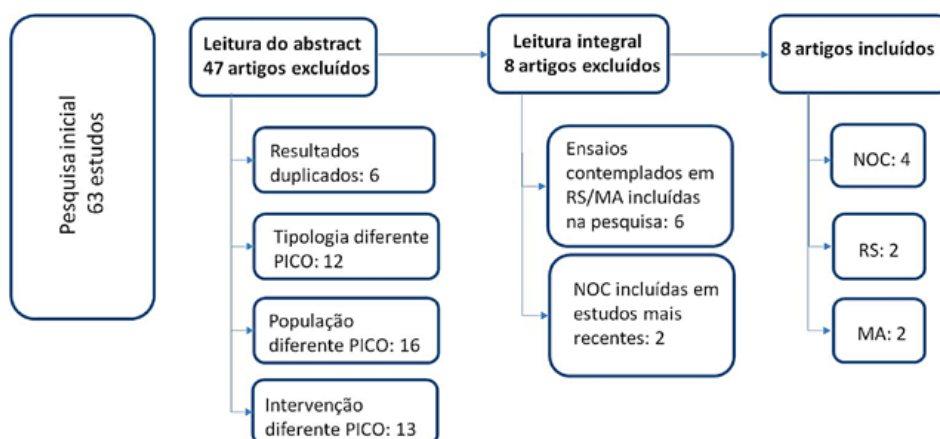 Pesquisa inicial
63 estudos
Leitura do abstract
47 artigos excluídos
Resultados
duplicados: 6
Tipologia diferente
PICO: 12
População
diferente PICO: 16
Intervenção
diferente PICO: 13
Leitura integral
8 artigos excluídos
Ensaios
contemplados em
RS/MA incluídas
na pesquisa: 6
NOC incluídas em
estudos mais
recentes: 2
8 artigos incluídos
NOC: 4
RS: 2
MA: 2